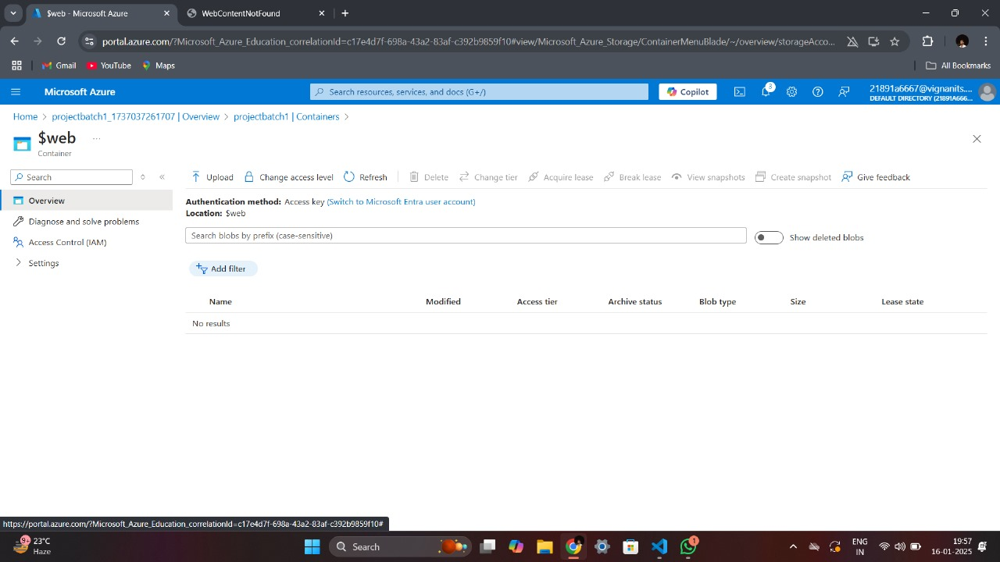 $web - Microsoft Azure
WebContentNotFound
portal.azure.com/?Microsoft_Azure_Education_correlationId=c17e4d7f-698a-43a2-83af-c392b9859f10#view/Microsoft_Azure_Storage/ContainerMenuBlade/~/overview/storageAcco...
Gmail YouTube Maps All Bookmarks
Microsoft Azure
Search resources, services, and docs (G+/)
Copilot
3
21891a6667@vignanits....
DEFAULT DIRECTORY (21891A666...
Home > projectbatch1_1737037261707 | Overview > projectbatch1 | Containers >
$web ...
Container
Search
Upload Change access level Refresh Delete Change tier Acquire lease Break lease View snapshots Create snapshot Give feedback
Overview
Diagnose and solve problems
Access Control (IAM)
Settings
Authentication method: Access key (Switch to Microsoft Entra user account)
Location: $web
Search blobs by prefix (case-sensitive)
Show deleted blobs
Add filter
Name Modified Access tier Archive status Blob type Size Lease state
No results
https://portal.azure.com/?Microsoft_Azure_Education_correlationId=c17e4d7f-698a-43a2-83af-c392b9859f10#
9+
23°C
Haze
Search
1
ENG
IN
19:57
16-01-2025